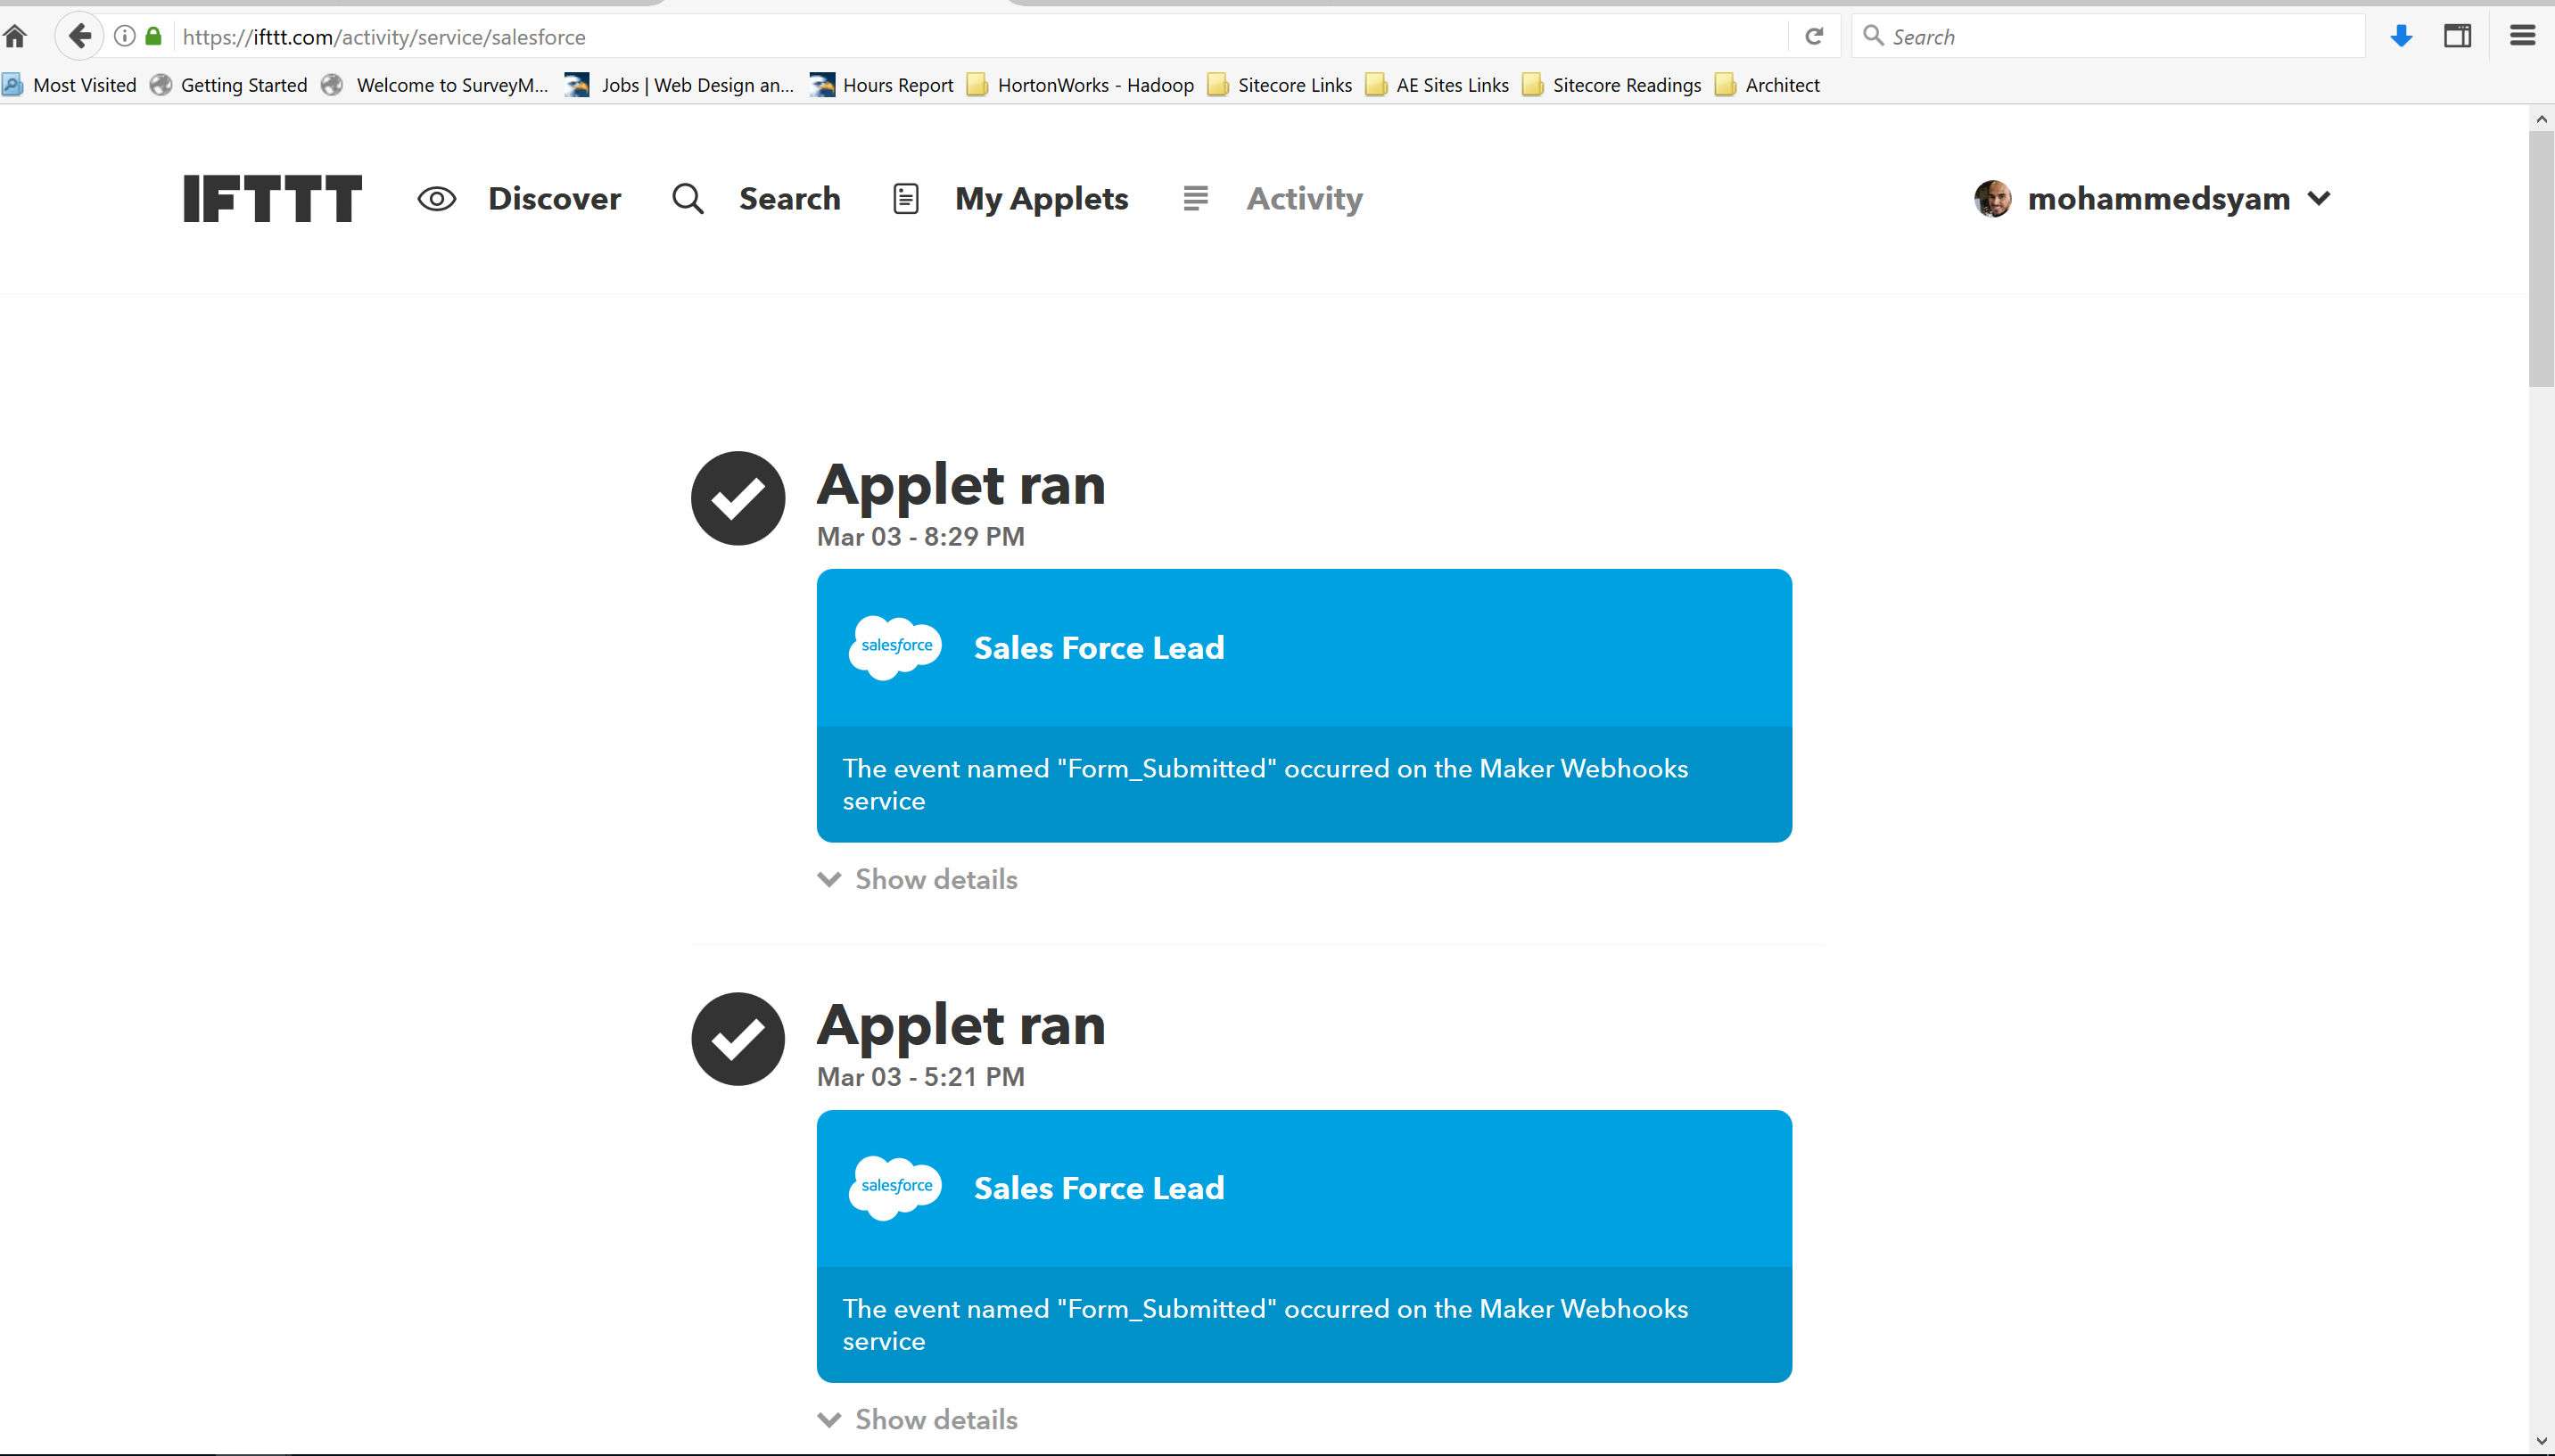 https://ifttt.com/activity/service/salesforce
Search
Most Visited Getting Started Welcome to SurveyM... Jobs | Web Design an... Hours Report HortonWorks - Hadoop Sitecore Links AE Sites Links Sitecore Readings Architect
IFTTT Discover Search My Applets Activity mohammedsyam
Applet ran
Mar 03 - 8:29 PM
salesforce Sales Force Lead
The event named "Form_Submitted" occurred on the Maker Webhooks
service
Show details
Applet ran
Mar 03 - 5:21 PM
salesforce Sales Force Lead
The event named "Form_Submitted" occurred on the Maker Webhooks
service
Show details